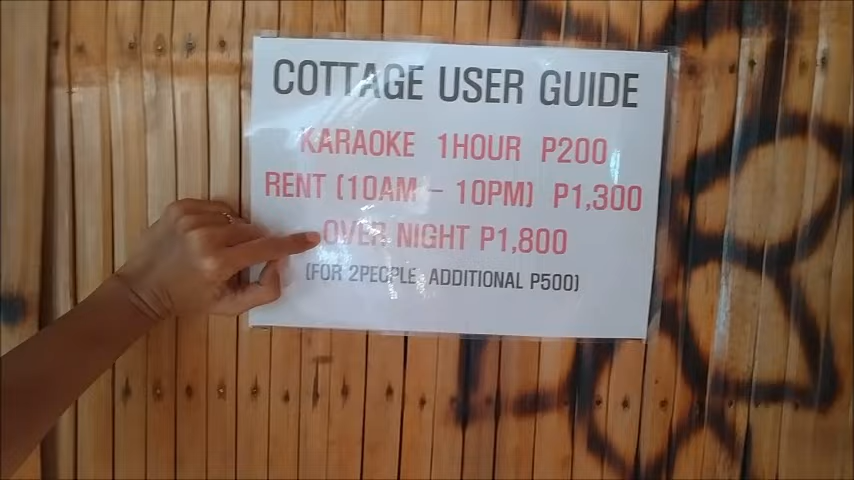 COTTAGE USER GUIDE
KARAOKE 1HOUR P200
RENT (10AM - 10PM) P1,300
OVER NIGHT P1,800
(FOR 2PEOPLE, ADDITIONAL P500)